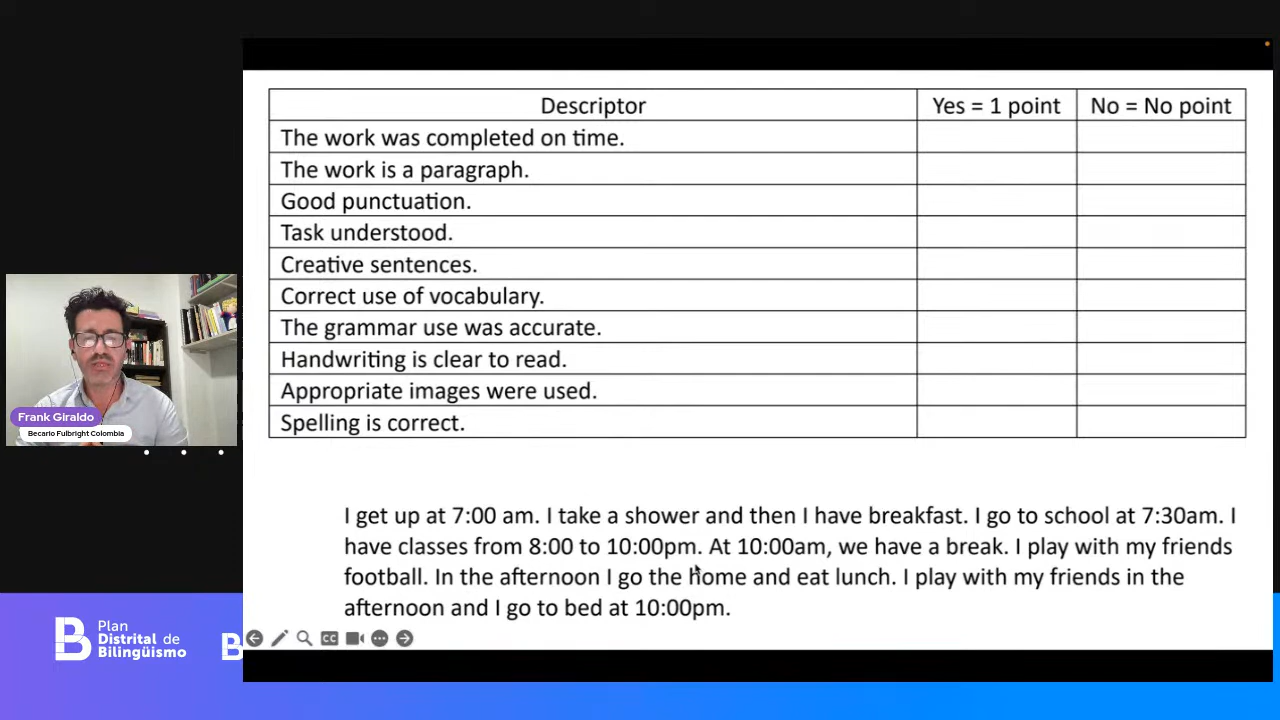 Descriptor Yes = 1 point No = No point
The work was completed on time.
The work is a paragraph.
Good punctuation.
Task understood.
Creative sentences.
Correct use of vocabulary.
The grammar use was accurate.
Handwriting is clear to read.
Appropriate images were used.
Spelling is correct.
Frank Giraldo
Becario Fulbright Colombia
I get up at 7:00 am. I take a shower and then I have breakfast. I go to school at 7:30am. I
have classes from 8:00 to 10:00pm. At 10:00am, we have a break. I play with my friends
football. In the afternoon I go the home and eat lunch. I play with my friends in the
afternoon and I go to bed at 10:00pm.
CC
B Plan
Distrital de
Bilingüismo
B